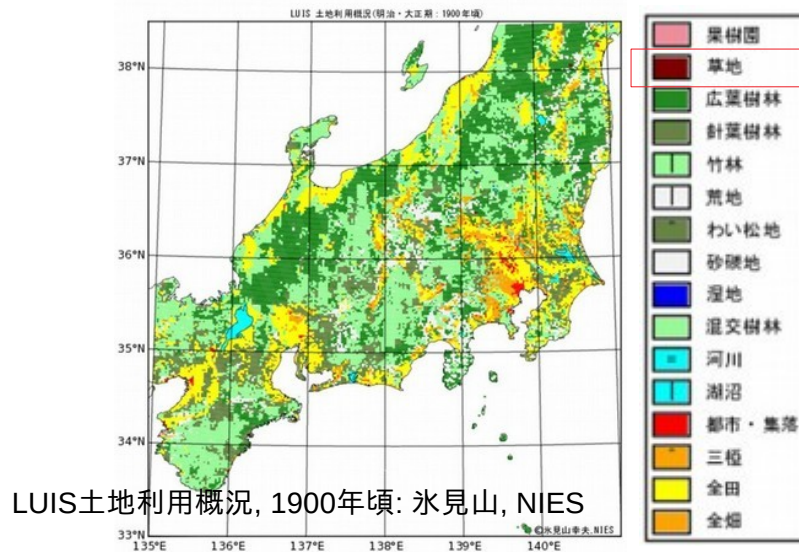 LUIS 土地利用概況(明治・大正期：1900年頃)
38°N
37°N
36°N
35°N
34°N
33°N
135°E 136°E 137°E 138°E 139°E 140°E
©氷見山幸夫,NIES
LUIS土地利用概況, 1900年頃: 氷見山, NIES
果樹園
草地
広葉樹林
針葉樹林
竹林
荒地
わい松地
砂礫地
湿地
混交樹林
河川
湖沼
都市・集落
三椏
全田
全畑